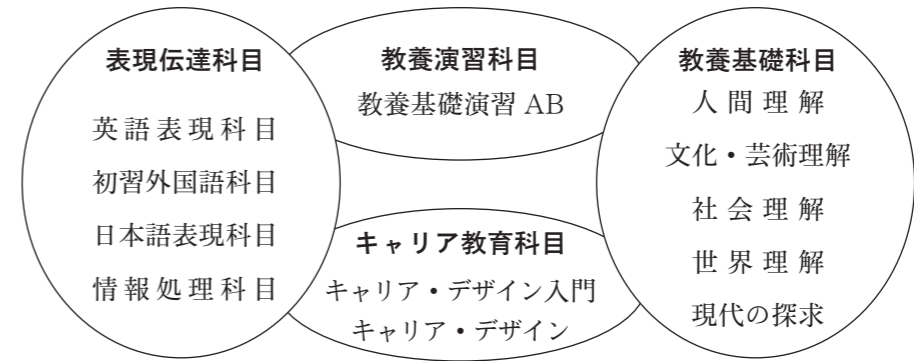 表現伝達科目
英語表現科目
初習外国語科目
日本語表現科目
情報処理科目
教養演習科目
教養基礎演習 AB
キャリア教育科目
キャリア・デザイン入門
キャリア・デザイン
教養基礎科目
人間理解
文化・芸術理解
社会理解
世界理解
現代の探求